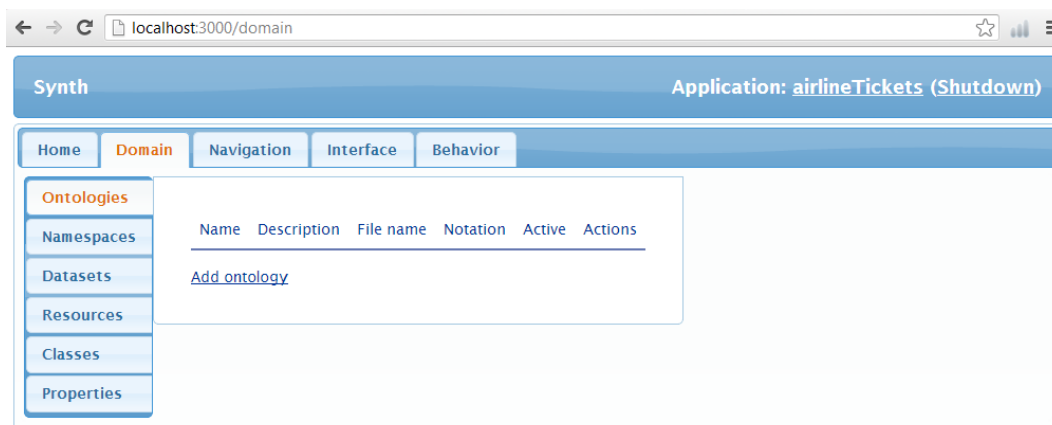 localhost:3000/domain
Synth Application: airlineTickets (Shutdown)
Home Domain Navigation Interface Behavior
Ontologies
Name Description File name Notation Active Actions
Namespaces
Add ontology
Datasets
Resources
Classes
Properties